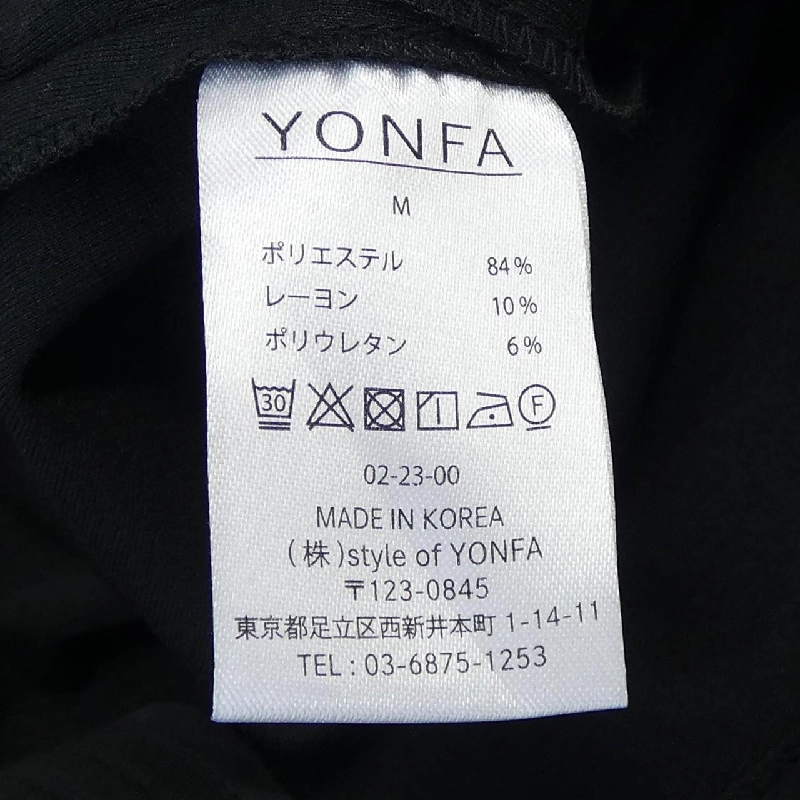 YONFA
M
ポリエステル 84%
レーヨン 10%
ポリウレタン 6%
30 F
02-23-00
MADE IN KOREA
(株)style of YONFA
〒123-0845
東京都足立区西新井本町 1-14-11
TEL : 03-6875-1253